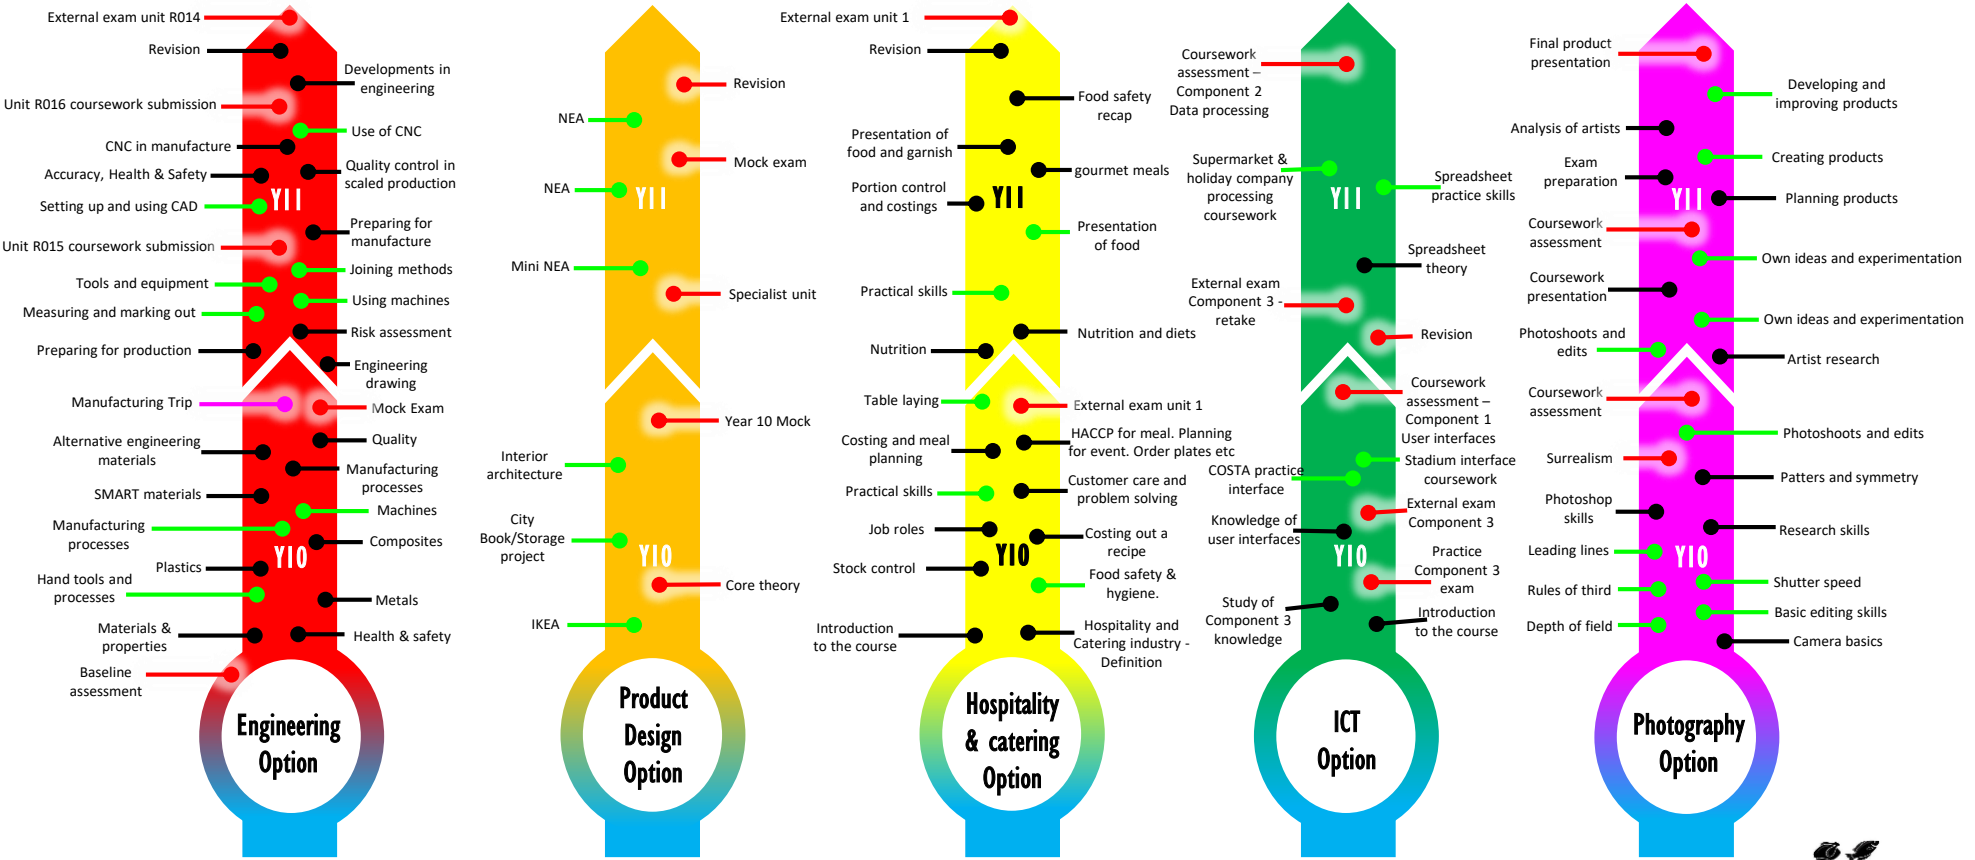 External exam unit R014
Revision
Developments in
engineering
Unit R016 coursework submission
Use of CNC
CNC in manufacture
Quality control in
scaled production
Accuracy, Health & Safety
Y11
Setting up and using CAD
Preparing for
manufacture
Unit R015 coursework submission
Joining methods
Tools and equipment
Using machines
Measuring and marking out
Risk assessment
Preparing for production
Engineering
drawing
Manufacturing Trip
Mock Exam
Alternative engineering
materials
Quality
Manufacturing
processes
SMART materials
Machines
Manufacturing
processes
Composites
Y10
Plastics
Hand tools and
processes
Metals
Materials &
properties
Health & safety
Baseline
assessment
Engineering
Option
Revision
NEA
Mock exam
NEA
Y11
Mini NEA
Specialist unit
Year 10 Mock
Interior
architecture
City
Book/Storage
project
Y10
Core theory
IKEA
Product
Design
Option
External exam unit 1
Revision
Food safety
recap
Presentation of
food and garnish
gourmet meals
Portion control
and costings
Y11
Presentation
of food
Practical skills
Nutrition and diets
Nutrition
Table laying
External exam unit 1
Costing and meal
planning
HACCP for meal. Planning
for event. Order plates etc
Practical skills
Customer care and
problem solving
Job roles
Costing out a
recipe
Y10
Stock control
Food safety &
hygiene.
Introduction
to the course
Hospitality and
Catering industry -
Definition
Hospitality
& catering
Option
Coursework
assessment –
Component 2
Data processing
Supermarket &
holiday company
processing
coursework
Y11
Spreadsheet
practice skills
Spreadsheet
theory
External exam
Component 3 -
retake
Revision
Coursework
assessment –
Component 1
User interfaces
Stadium interface
coursework
COSTA practice
interface
External exam
Component 3
Knowledge of
user interfaces
Y10
Practice
Component 3
exam
Study of
Component 3
knowledge
Introduction
to the course
ICT
Option
Final product
presentation
Developing and
improving products
Analysis of artists
Creating products
Exam
preparation
Y11
Planning products
Coursework
assessment
Own ideas and experimentation
Coursework
presentation
Own ideas and experimentation
Photoshoots and
edits
Artist research
Coursework
assessment
Photoshoots and edits
Surrealism
Patters and symmetry
Photoshop
skills
Research skills
Leading lines
Y10
Shutter speed
Rules of third
Basic editing skills
Depth of field
Camera basics
Photography
Option